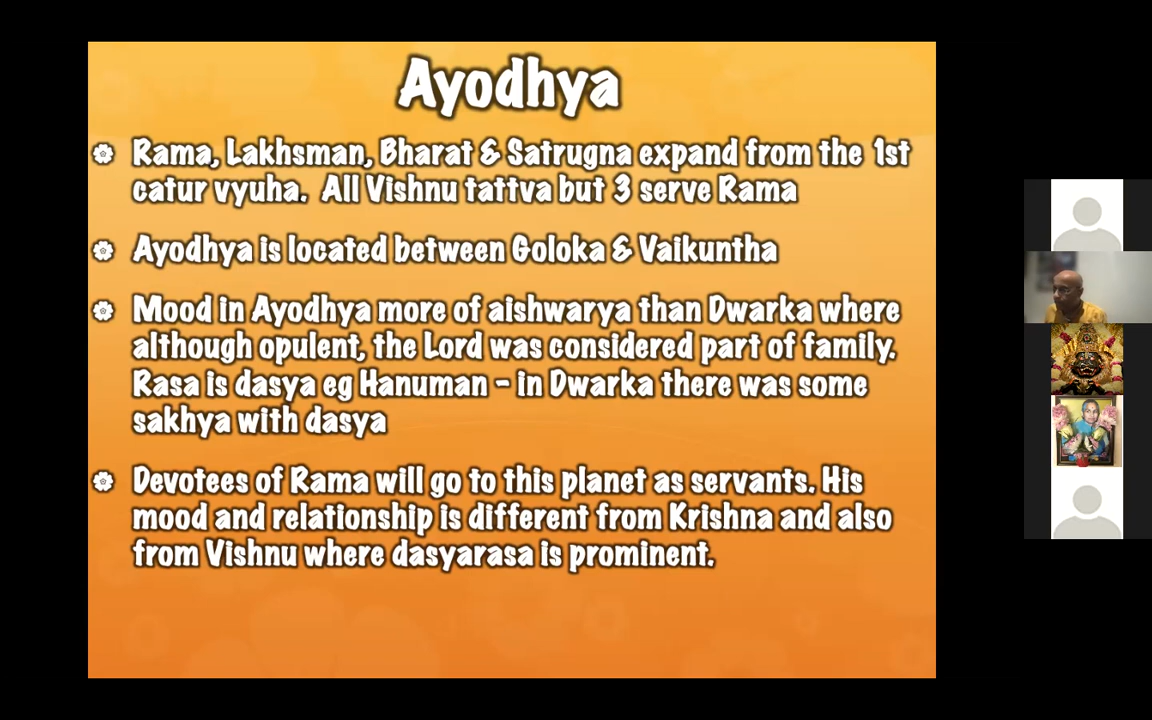 Ayodhya
Rama, Lakhsman, Bharat & Satrugna expand from the 1st
catur vyuha. All Vishnu tattva but 3 serve Rama
Ayodhya is located between Goloka & Vaikuntha
Mood in Ayodhya more of aishwarya than Dwarka where
although opulent, the Lord was considered part of family.
Rasa is dasya eg Hanuman - in Dwarka there was some
sakhya with dasya
Devotees of Rama will go to this planet as servants. His
mood and relationship is different from Krishna and also
from Vishnu where dasyarasa is prominent.